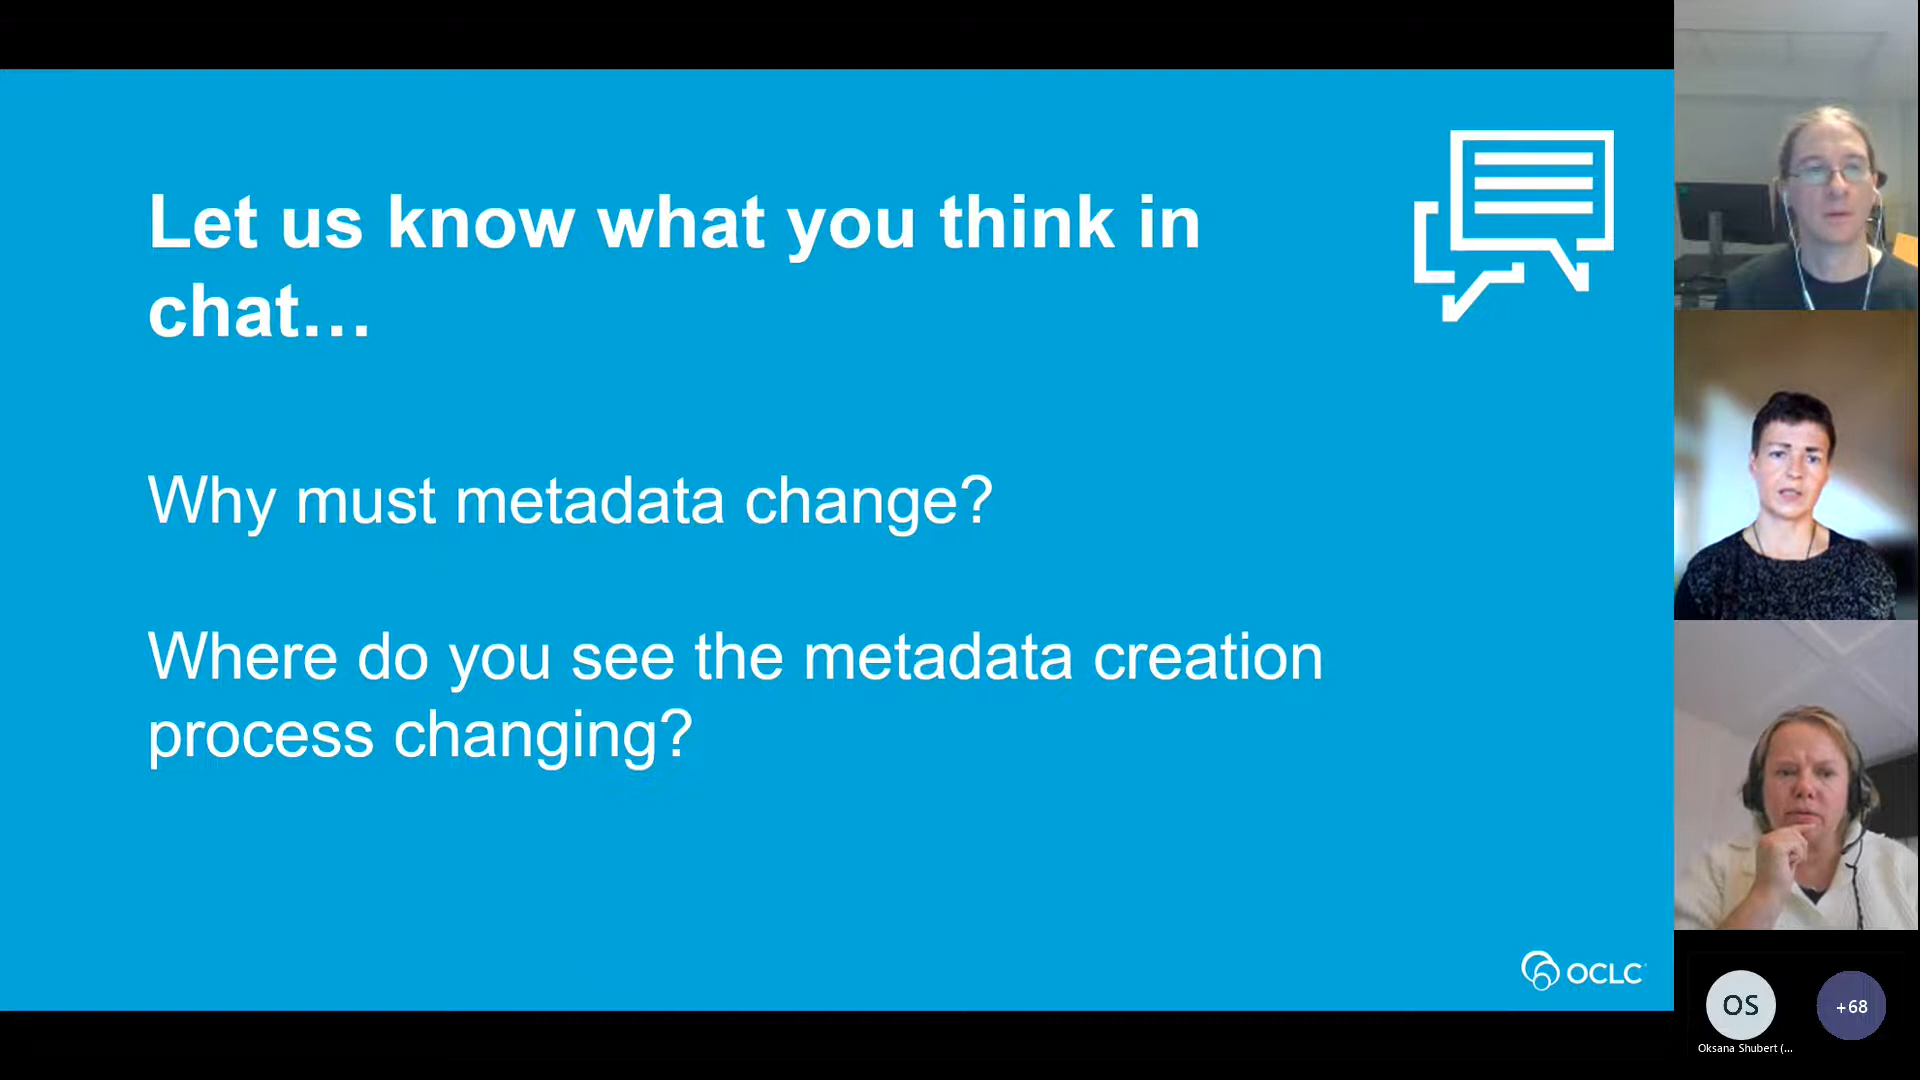 Let us know what you think in
chat…
Why must metadata change?
Where do you see the metadata creation
process changing?
OCLC
OS
+68
Oksana Shubert (...